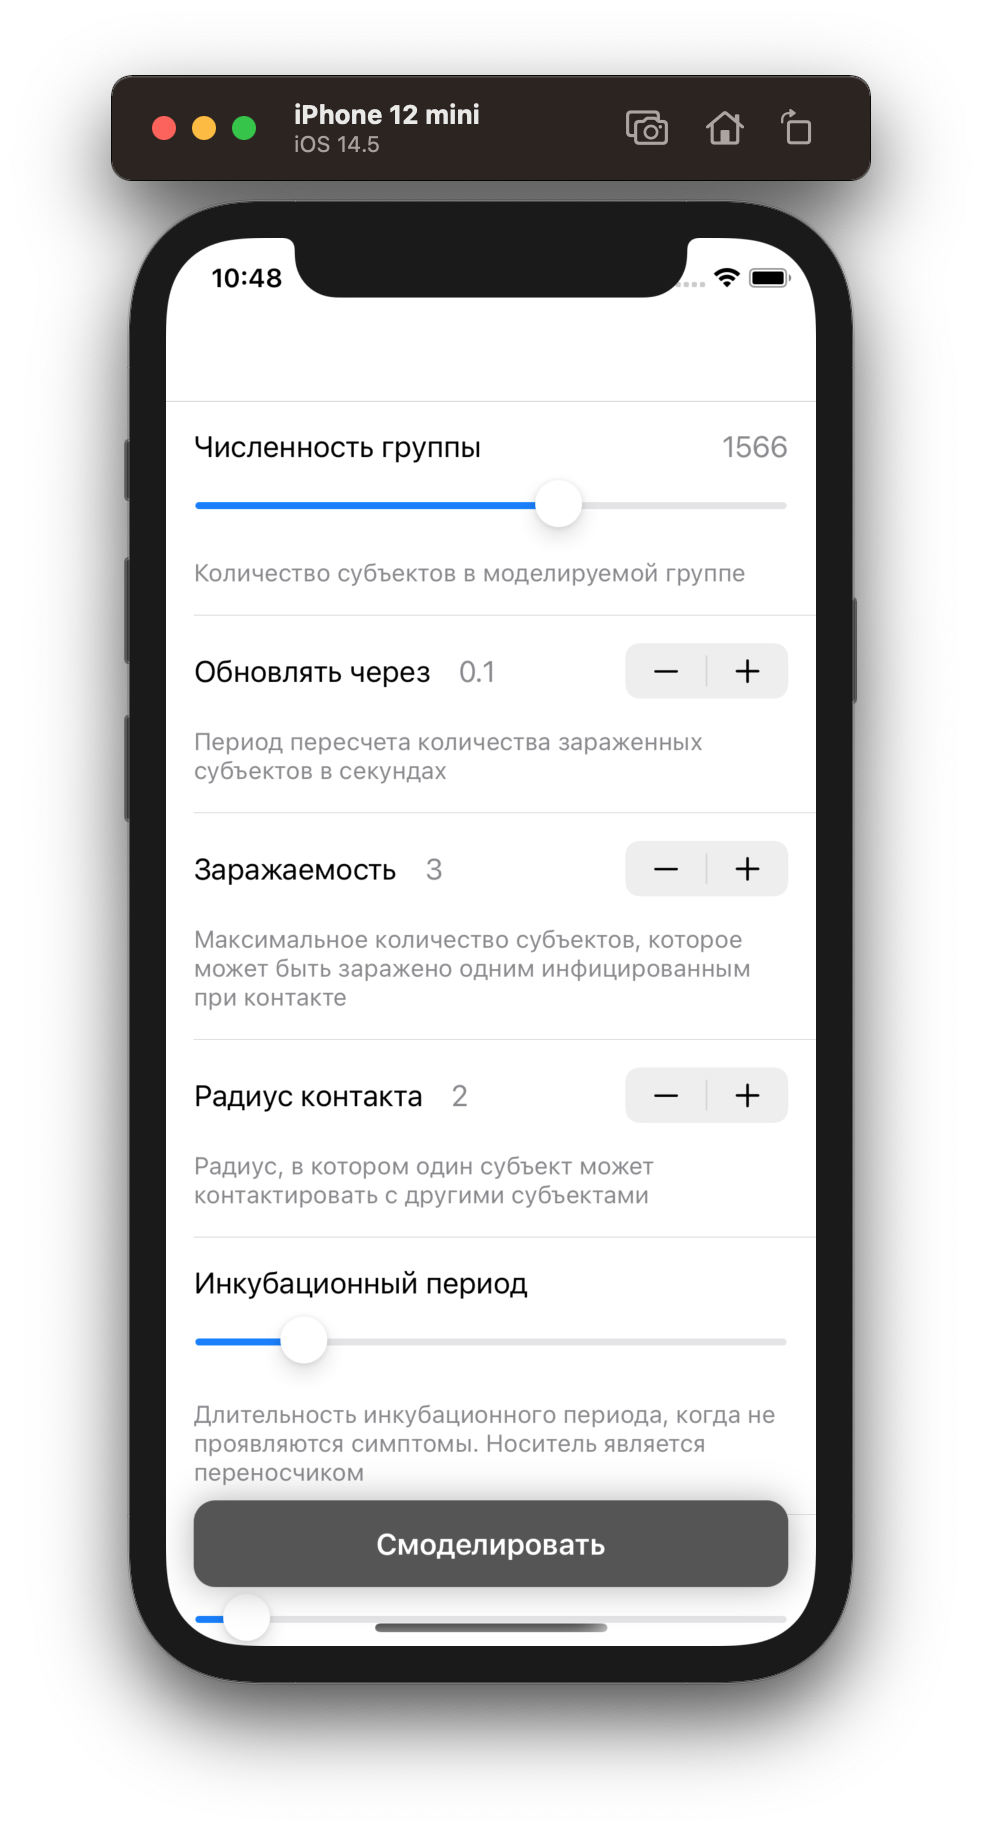 iPhone 12 mini
iOS 14.5
10:48
Численность группы 1566
Количество субъектов в моделируемой группе
Обновлять через 0.1
Период пересчета количества зараженных
субъектов в секундах
Заражаемость 3
Максимальное количество субъектов, которое
может быть заражено одним инфицированным
при контакте
Радиус контакта 2
Радиус, в котором один субъект может
контактировать с другими субъектами
Инкубационный период
Длительность инкубационного периода, когда не
проявляются симптомы. Носитель является
переносчиком
Смоделировать